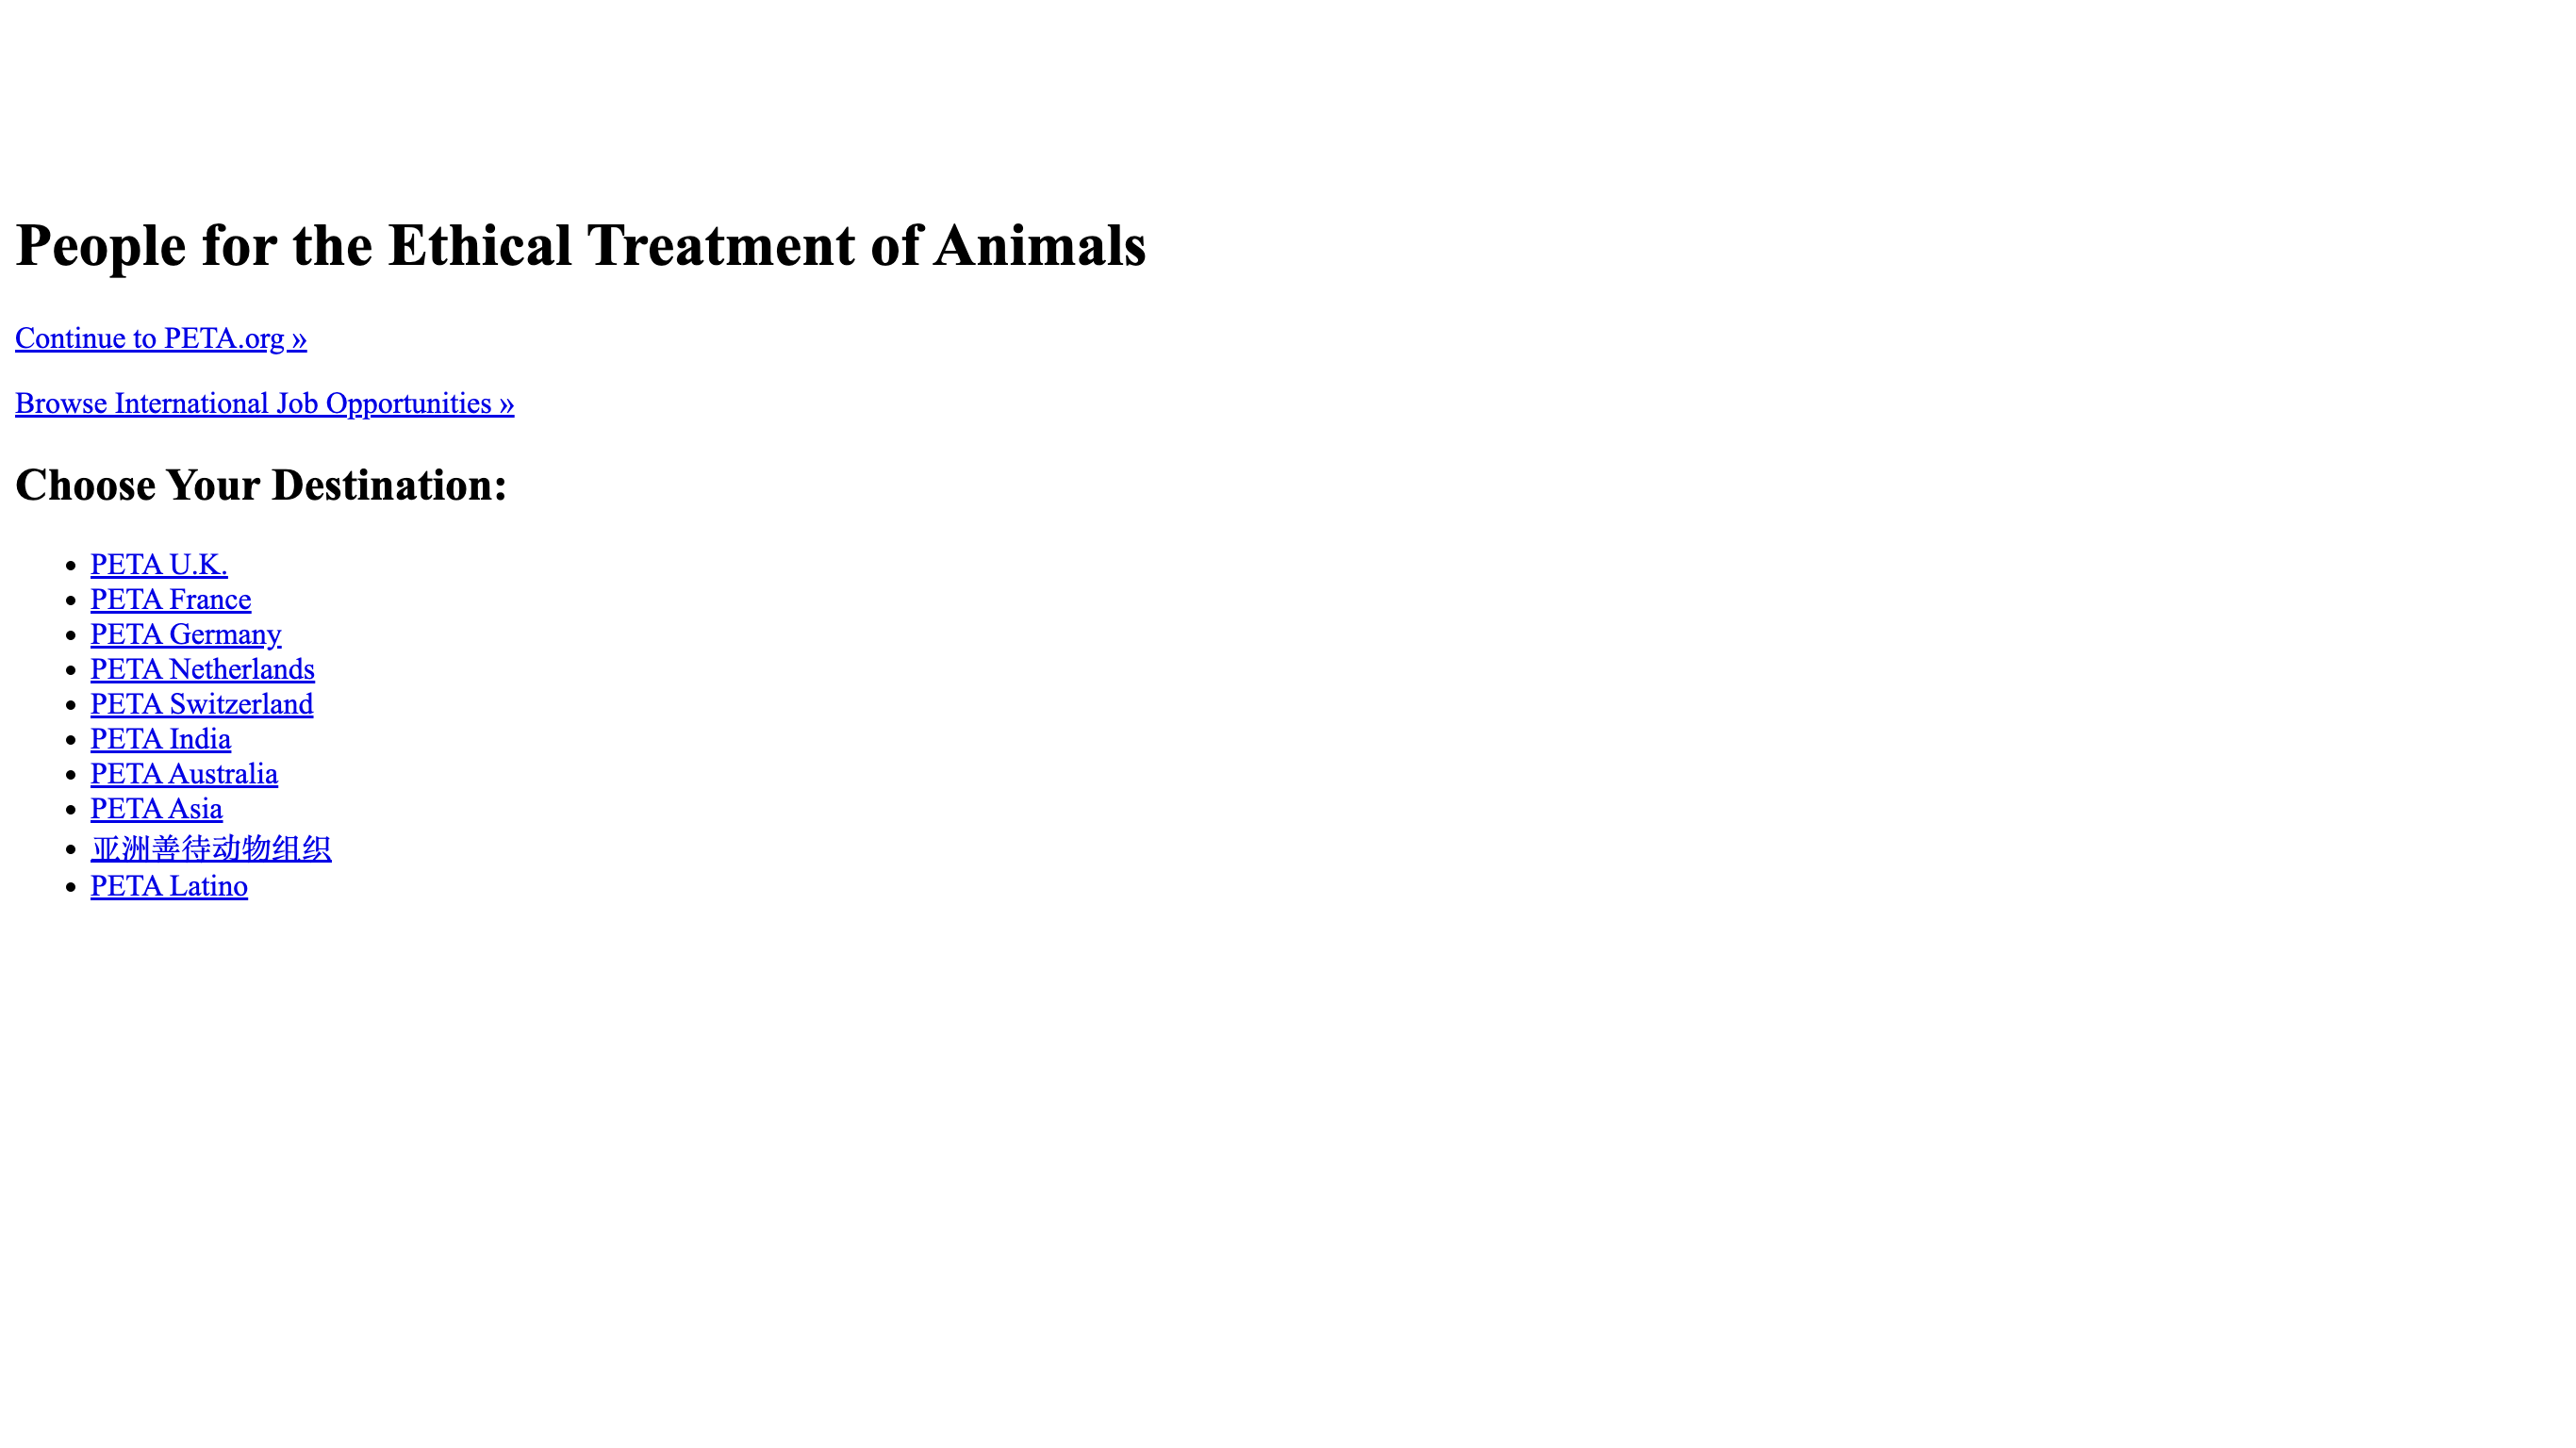 People for the Ethical Treatment of Animals
Continue to PETA.org »
Browse International Job Opportunities »
Choose Your Destination:
PETA U.K.
PETA France
PETA Germany
PETA Netherlands
PETA Switzerland
PETA India
PETA Australia
PETA Asia
亚洲善待动物组织
PETA Latino